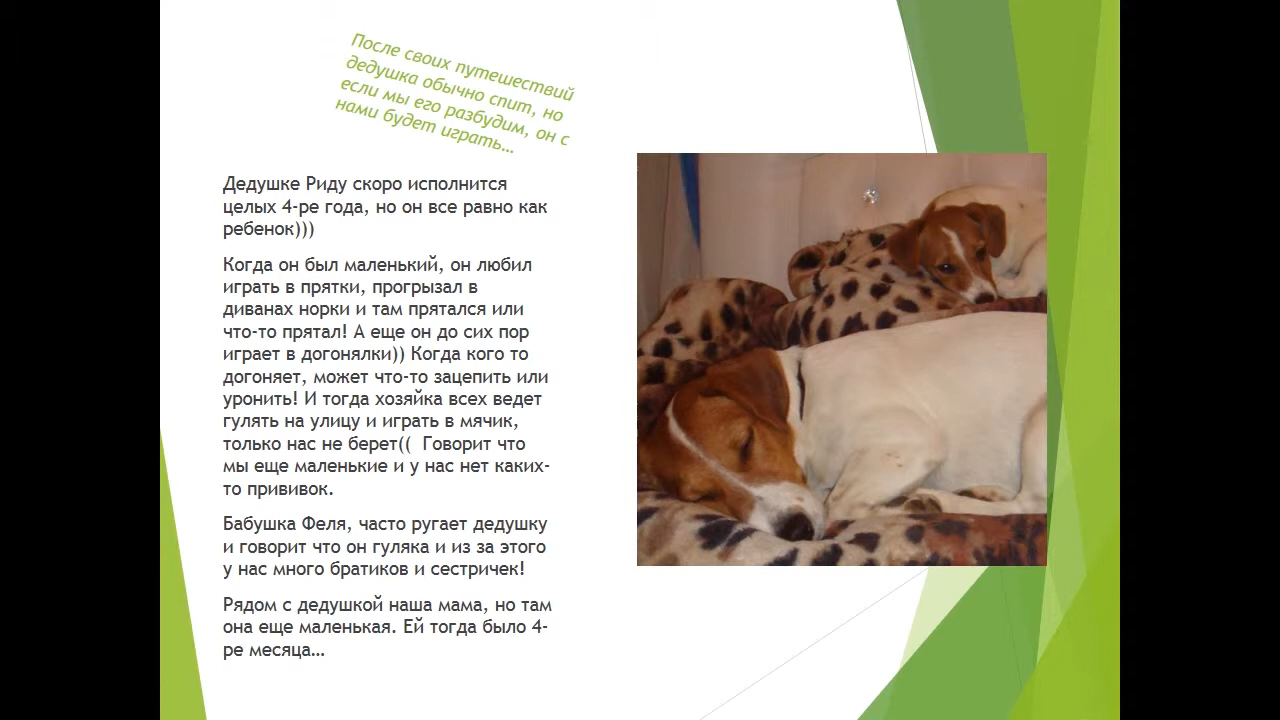 После своих путешествий
дедушка обычно спит, но
если мы его разбудим, он с
нами будет играть…
Дедушке Риду скоро исполнится
целых 4-ре года, но он все равно как
ребенок)))
Когда он был маленький, он любил
играть в прятки, прогрызал в
диванах норки и там прятался или
что-то прятал! А еще он до сих пор
играет в догонялки)) Когда кого то
догоняет, может что-то зацепить или
уронить! И тогда хозяйка всех ведет
гулять на улицу и играть в мячик,
только нас не берет((  Говорит что
мы еще маленькие и у нас нет каких-
то прививок.
Бабушка Феля, часто ругает дедушку
и говорит что он гуляка и из за этого
у нас много братиков и сестричек!
Рядом с дедушкой наша мама, но там
она еще маленькая. Ей тогда было 4-
ре месяца…